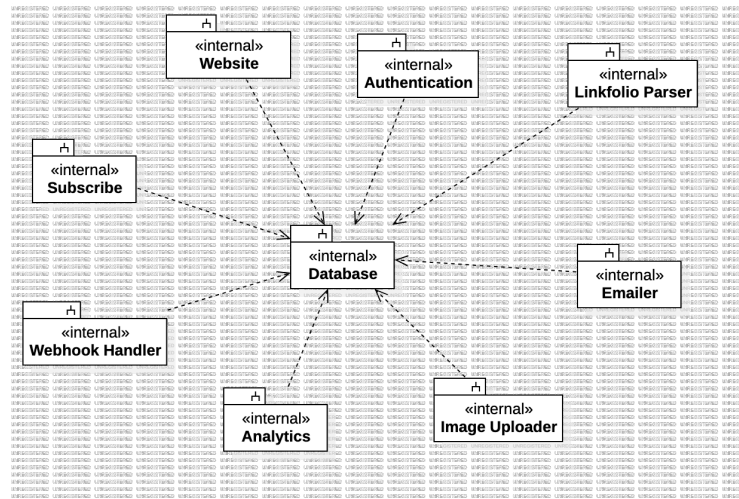 «internal»
Website
«internal»
Authentication
«internal»
Linkfolio Parser
«internal»
Subscribe
«internal»
Database
«internal»
Emailer
«internal»
Webhook Handler
«internal»
Analytics
«internal»
Image Uploader